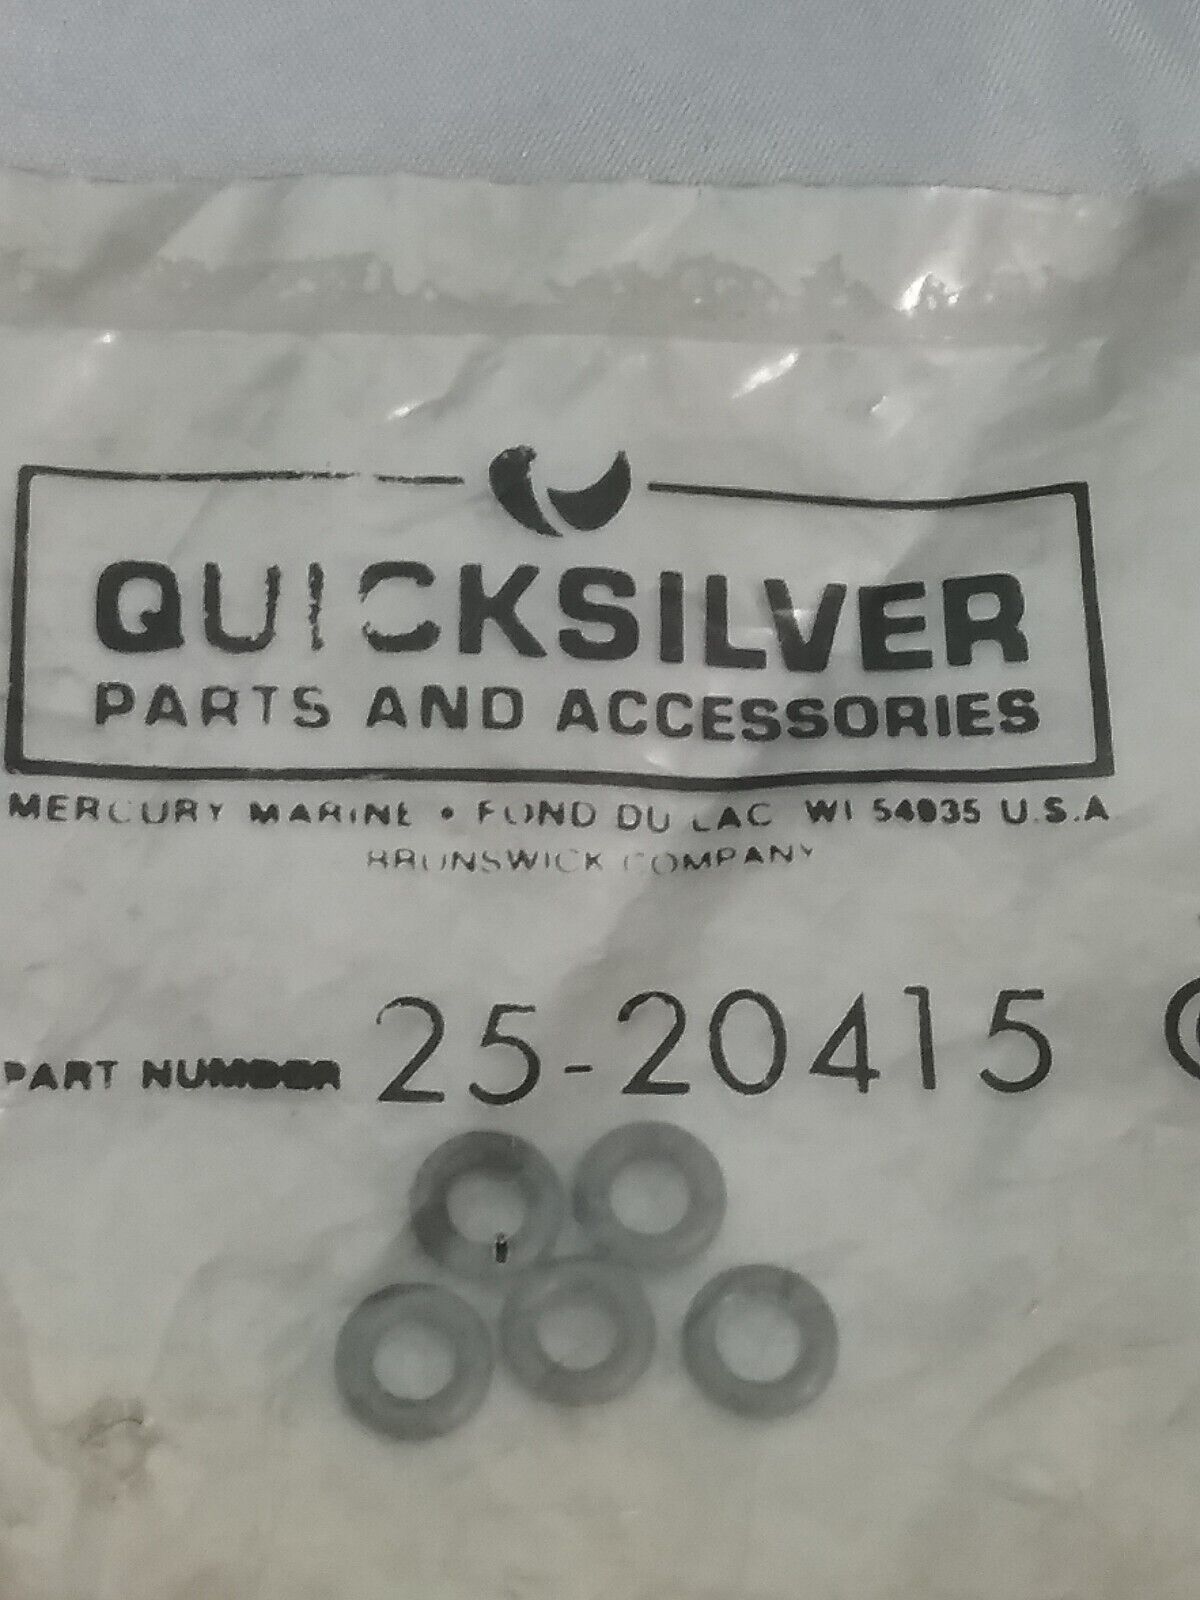 QUICKSILVER
PARTS AND ACCESSORIES
MERCURY MARINE • FOND DU LAC WI 54935 U.S.A
BRUNSWICK COMPANY
PART NUMBER 25-20415